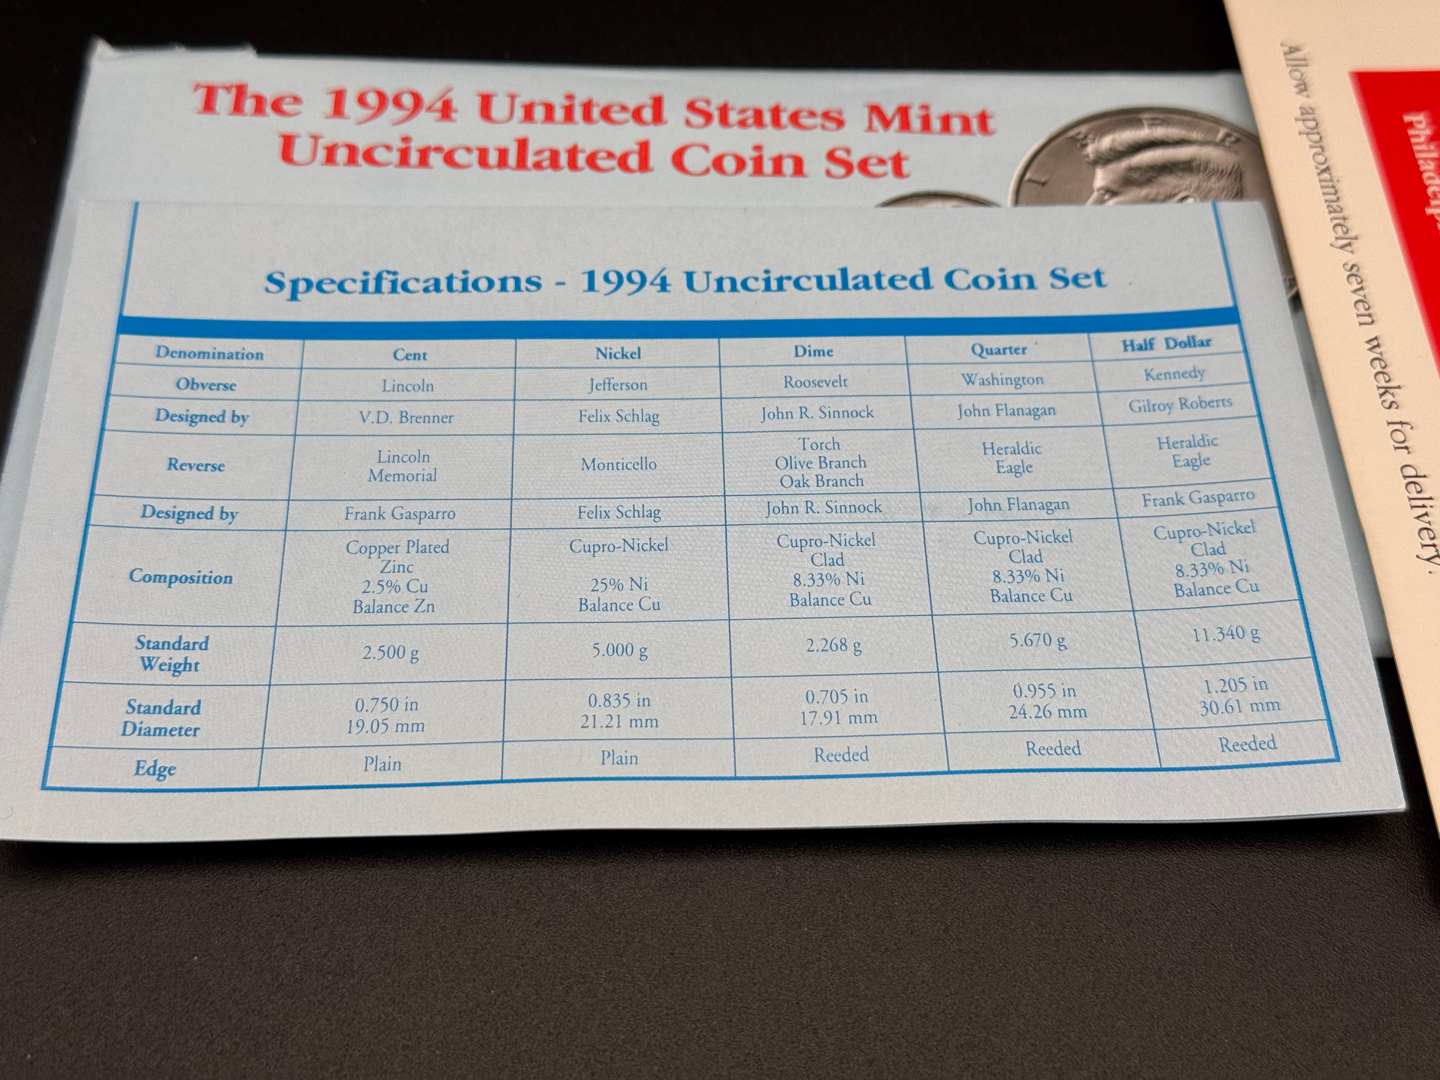 The 1994 United States Mint
Uncirculated Coin Set
Specifications - 1994 Uncirculated Coin Set
Denomination Cent Nickel Dime Quarter Half Dollar
Obverse Lincoln Jefferson Roosevelt Washington Kennedy
Designed by V.D. Brenner Felix Schlag John R. Sinnock John Flanagan Gilroy Roberts
Reverse
Lincoln
Memorial
Monticello
Torch
Olive Branch
Oak Branch
Heraldic
Eagle
Heraldic
Eagle
Designed by Frank Gasparro Felix Schlag John R. Sinnock John Flanagan Frank Gasparro
Composition
Copper Plated
Zinc
2.5% Cu
Balance Zn
Cupro-Nickel
25% Ni
Balance Cu
Cupro-Nickel
Clad
8.33% Ni
Balance Cu
Cupro-Nickel
Clad
8.33% Ni
Balance Cu
Cupro-Nickel
Clad
8.33% Ni
Balance Cu
Standard
Weight
2.500 g 5.000 g 2.268 g 5.670 g 11.340 g
Standard
Diameter
0.750 in
19.05 mm
0.835 in
21.21 mm
0.705 in
17.91 mm
0.955 in
24.26 mm
1.205 in
30.61 mm
Edge Plain Plain Reeded Reeded Reeded
Allow approximately seven weeks for delivery.